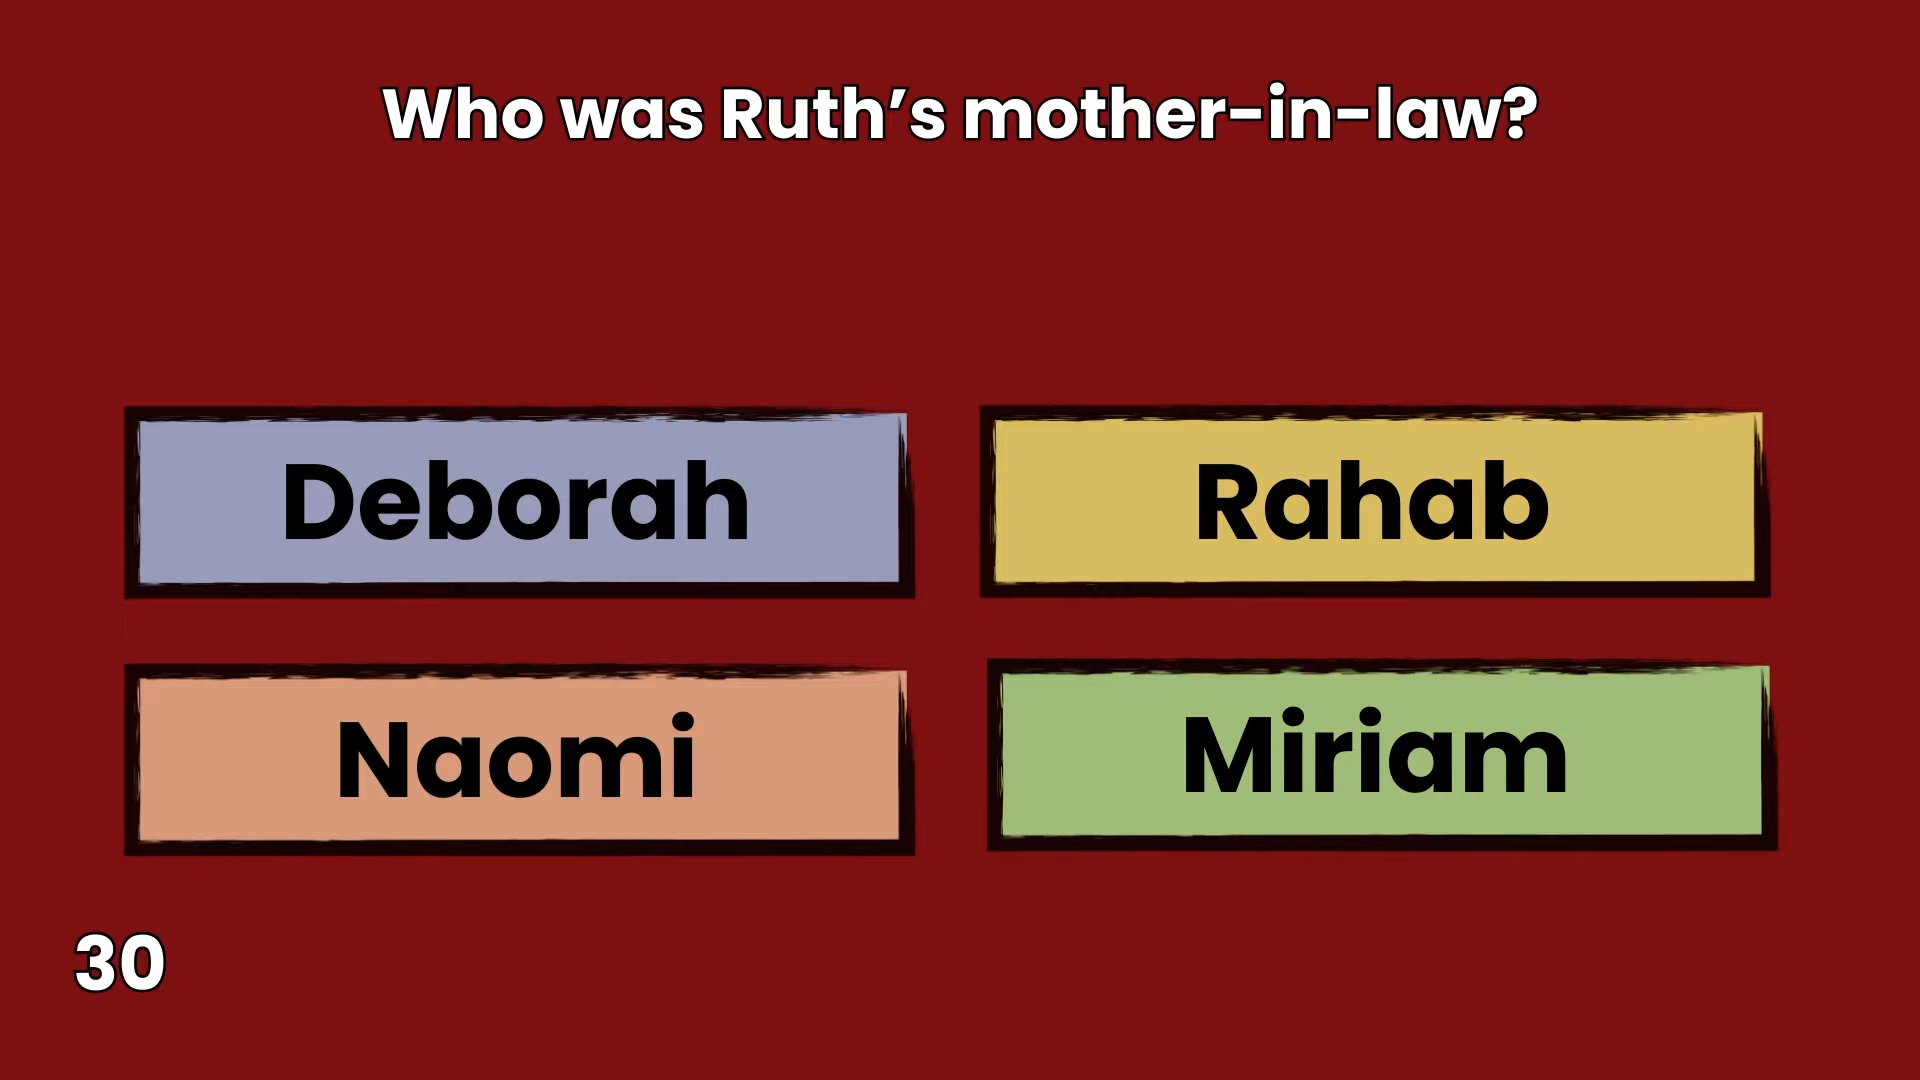 Who was Ruth’s mother-in-law?
Deborah
Rahab
Naomi
Miriam
30